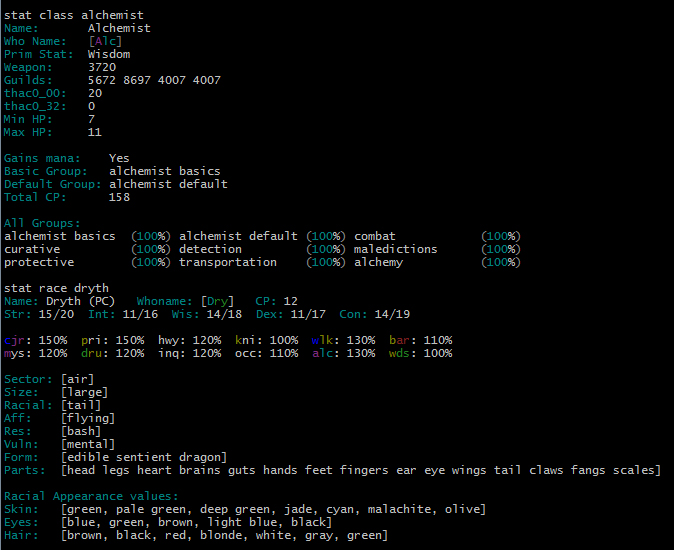 stat class alchemist
Name: Alchemist
Who Name: [Alc]
Prim Stat: Wisdom
Weapon: 3720
Guilds: 5672 8697 4007 4007
thac0_00: 20
thac0_32: 0
Min HP: 7
Max HP: 11
Gains mana: Yes
Basic Group: alchemist basics
Default Group: alchemist default
Total CP: 158
All Groups:
alchemist basics (100%) alchemist default (100%) combat (100%)
curative (100%) detection (100%) maledictions (100%)
protective (100%) transportation (100%) alchemy (100%)
stat race dryth
Name: Dryth (PC) Whoname: [Dry] CP: 12
Str: 15/20 Int: 11/16 Wis: 14/18 Dex: 11/17 Con: 14/19
cjr: 150% pri: 150% hwy: 120% kni: 100% wlk: 130% bar: 110%
mys: 120% dru: 120% inq: 120% occ: 110% alc: 130% wds: 100%
Sector: [air]
Size: [large]
Racial: [tail]
Aff: [flying]
Res: [bash]
Vuln: [mental]
Form: [edible sentient dragon]
Parts: [head legs heart brains guts hands feet fingers ear eye wings tail claws fangs scales]
Racial Appearance values:
Skin: [green, pale green, deep green, jade, cyan, malachite, olive]
Eyes: [blue, green, brown, light blue, black]
Hair: [brown, black, red, blonde, white, gray, green]